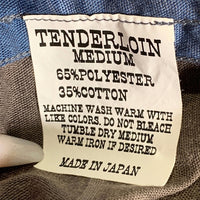 TENDERLOIN
MEDIUM
65%POLYESTER
35%COTTON
MACHINE WASH WARM WITH
LIKE COLORS. DO NOT BLEACH
TUMBLE DRY MEDIUM
WARM IRON IF DESIRED
MADE IN JAPAN